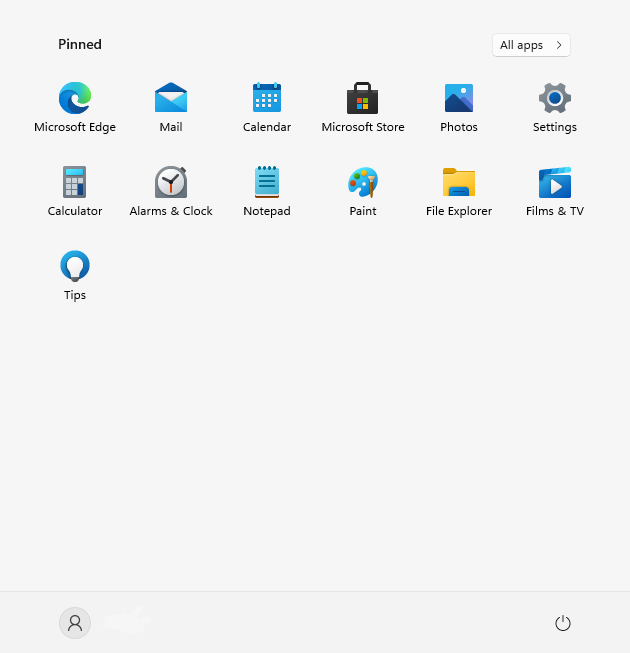 Pinned
All apps
Microsoft Edge
Mail
Calendar
Microsoft Store
Photos
Settings
Calculator
Alarms & Clock
Notepad
Paint
File Explorer
Films & TV
Tips